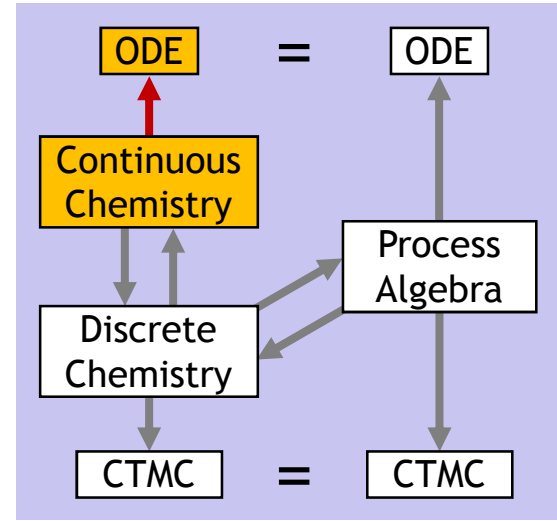 ODE = ODE
Continuous
Chemistry
Process
Algebra
Discrete
Chemistry
CTMC = CTMC